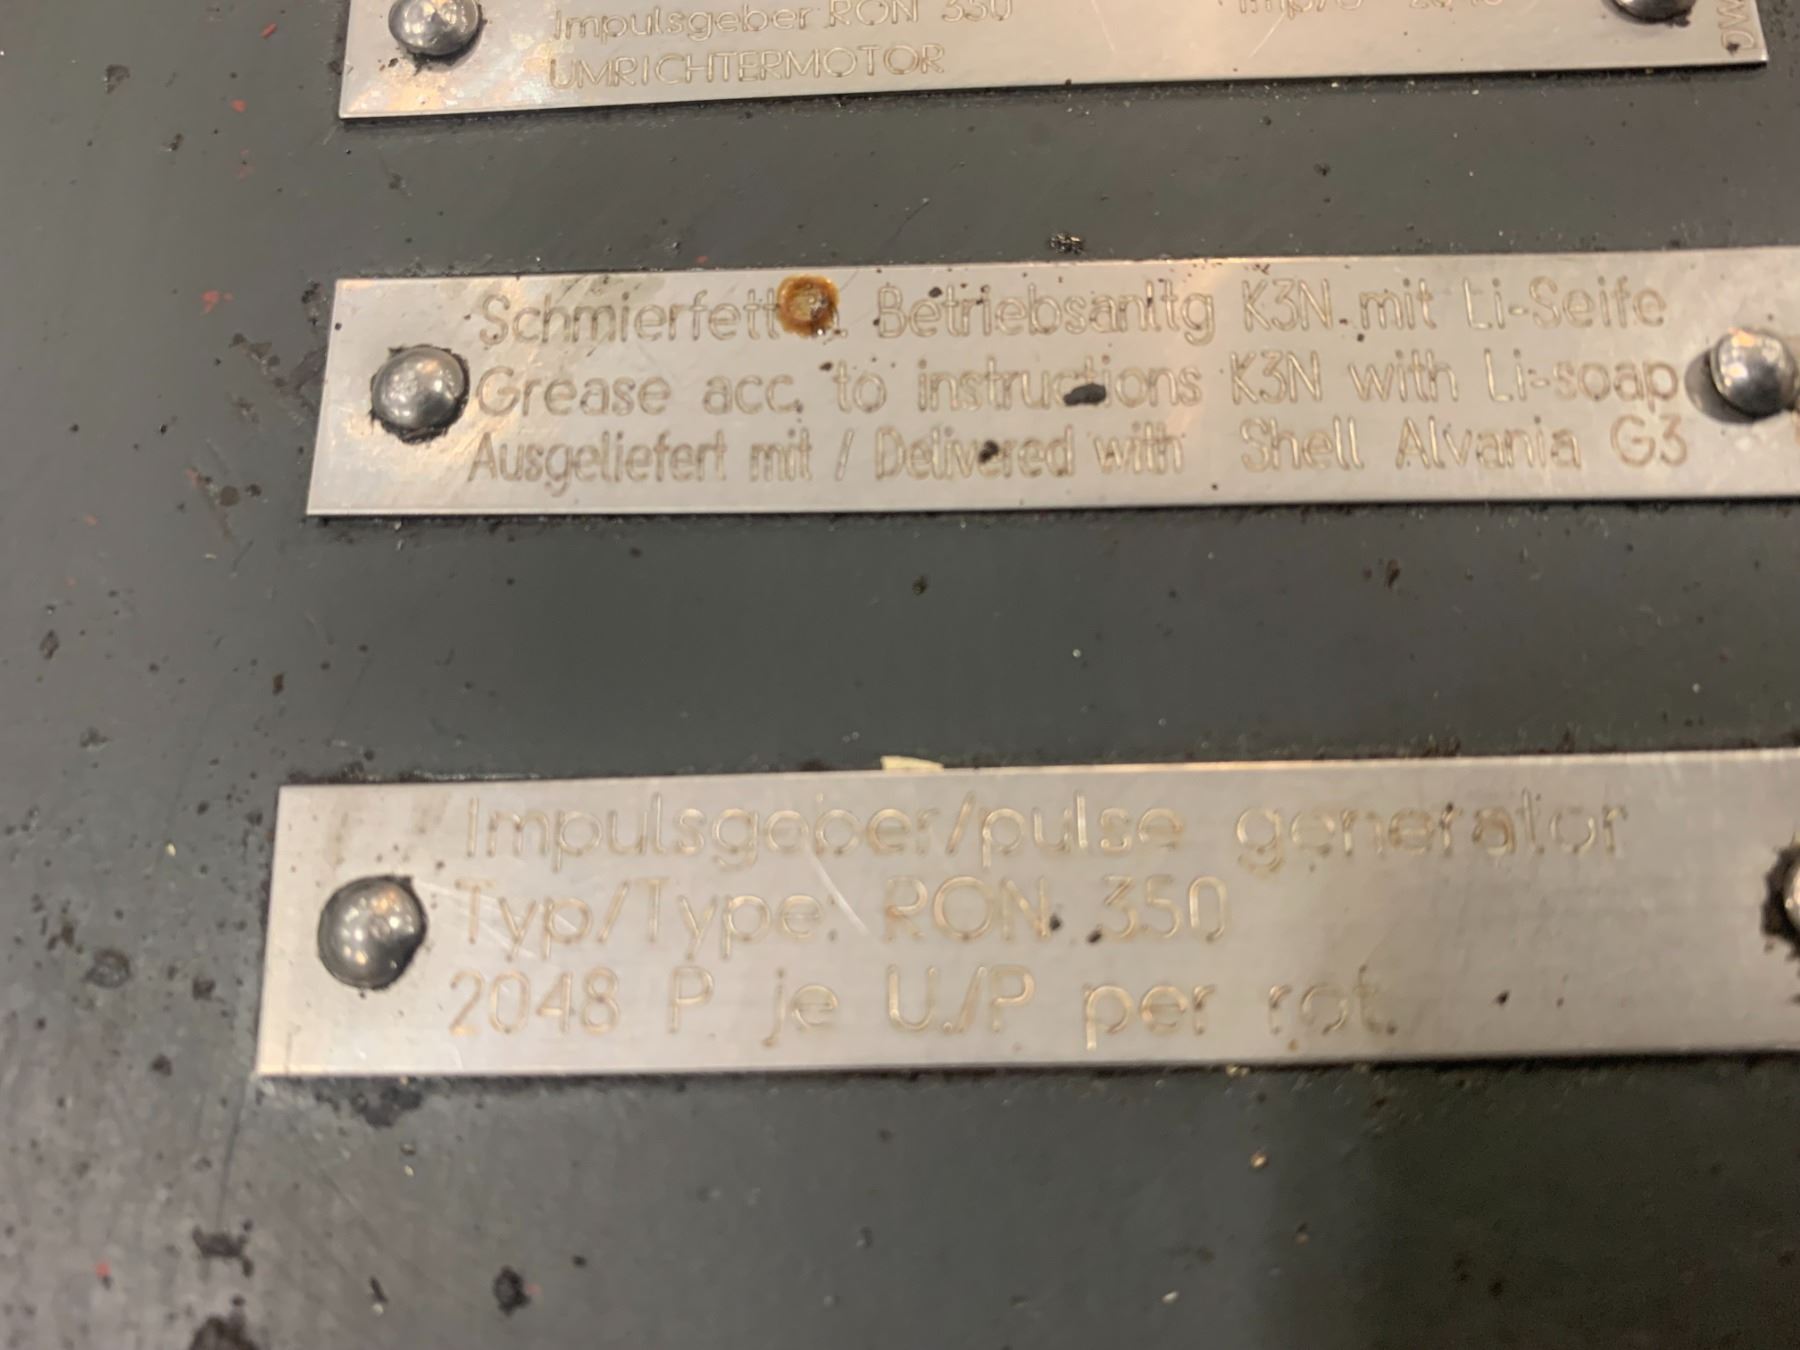 Impulsgeber RON 350
UMRICHTERMOTOR
Schmierfett Betriebsanltg K3N mit Li-Seife
Grease acc. to instructions K3N with Li-soap
Ausgeliefert mit / Delivered with Shell Alvania G3
Impulsgeber/pulse generator
Typ/Type: RON 350
2048 P je U./P per rot.